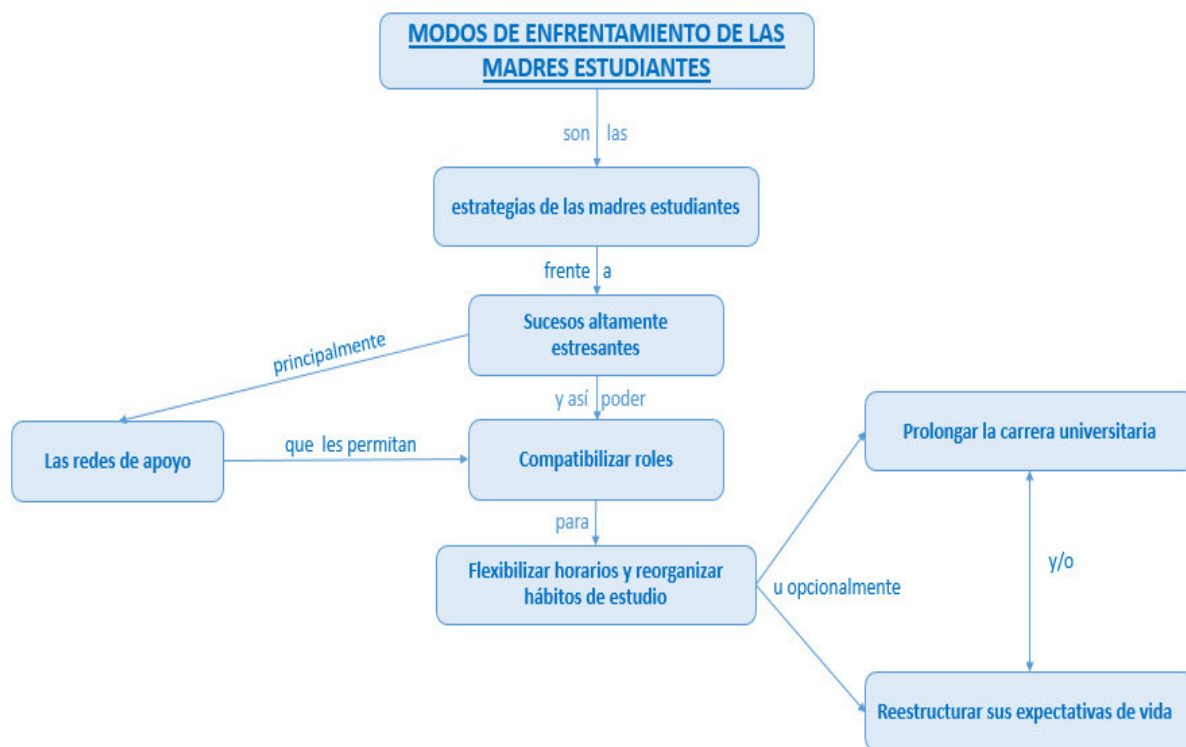 MODOS DE ENFRENTAMIENTO DE LAS
MADRES ESTUDIANTES
son las
estrategias de las madres estudiantes
frente a
Sucesos altamente
estresantes
principalmente
y así poder
Las redes de apoyo
que les permitan
Compatibilizar roles
para
Flexibilizar horarios y reorganizar
hábitos de estudio
u opcionalmente
Prolongar la carrera universitaria
y/o
Reestructurar sus expectativas de vida